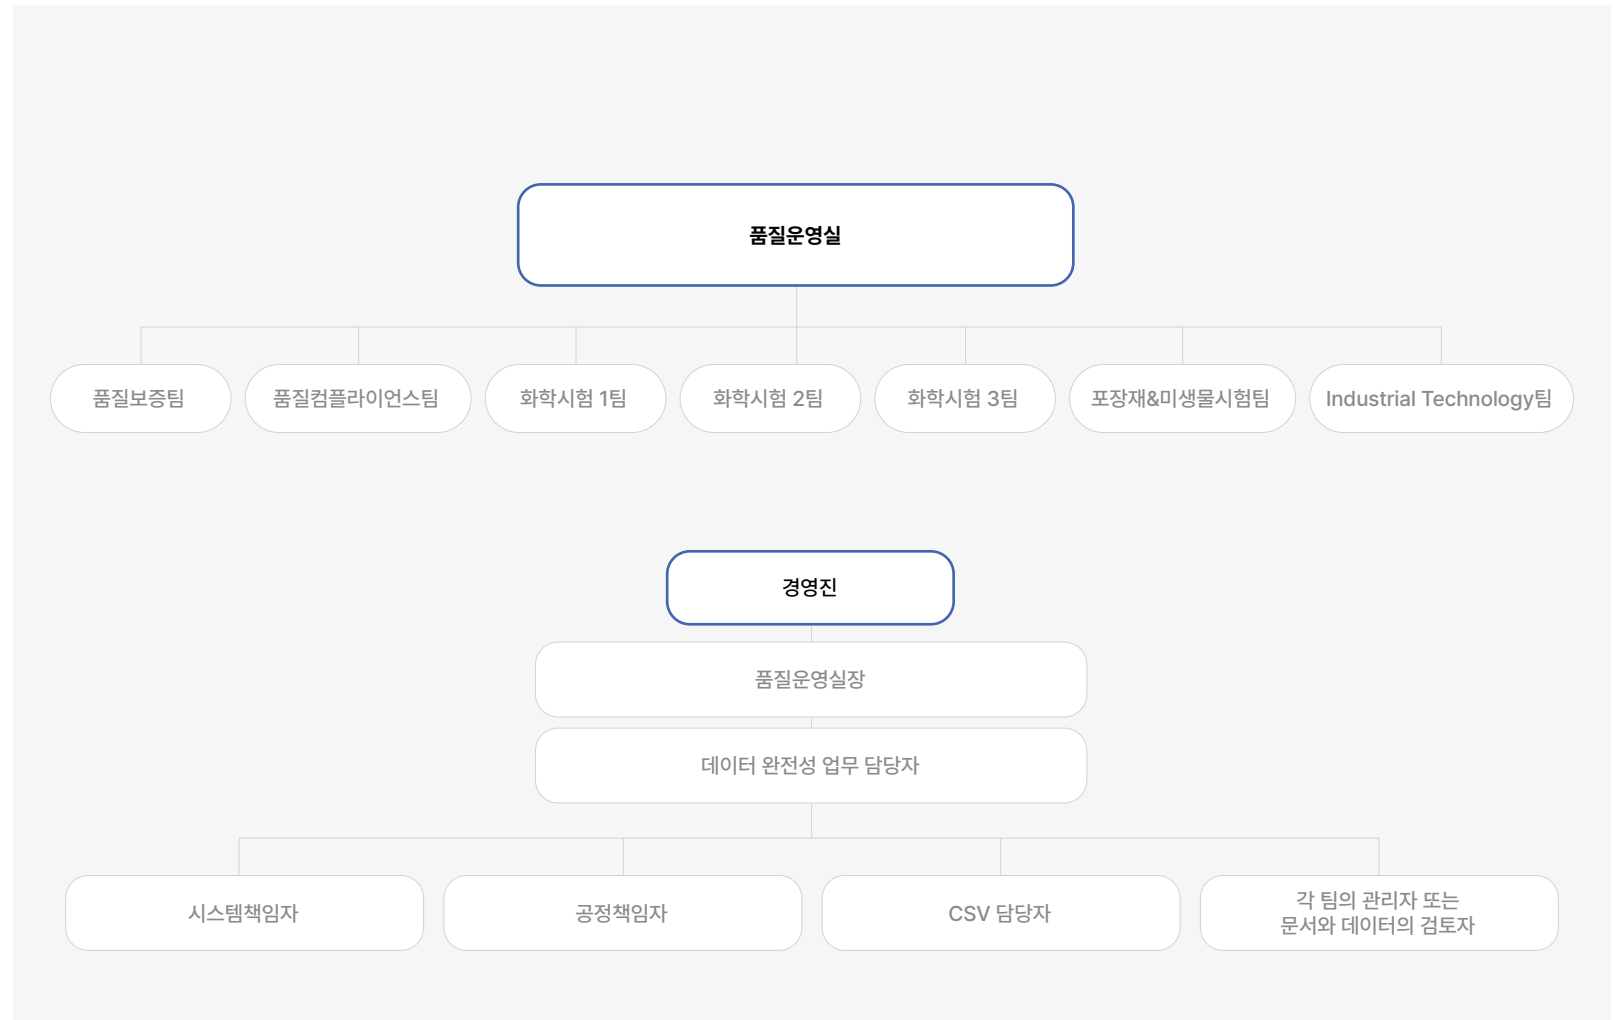 품질운영실
품질보증팀
품질컴플라이언스팀
화학시험 1팀
화학시험 2팀
화학시험 3팀
포장재&미생물시험팀
Industrial Technology팀
경영진
품질운영실장
데이터 완전성 업무 담당자
시스템책임자
공정책임자
CSV 담당자
각 팀의 관리자 또는
문서와 데이터의 검토자